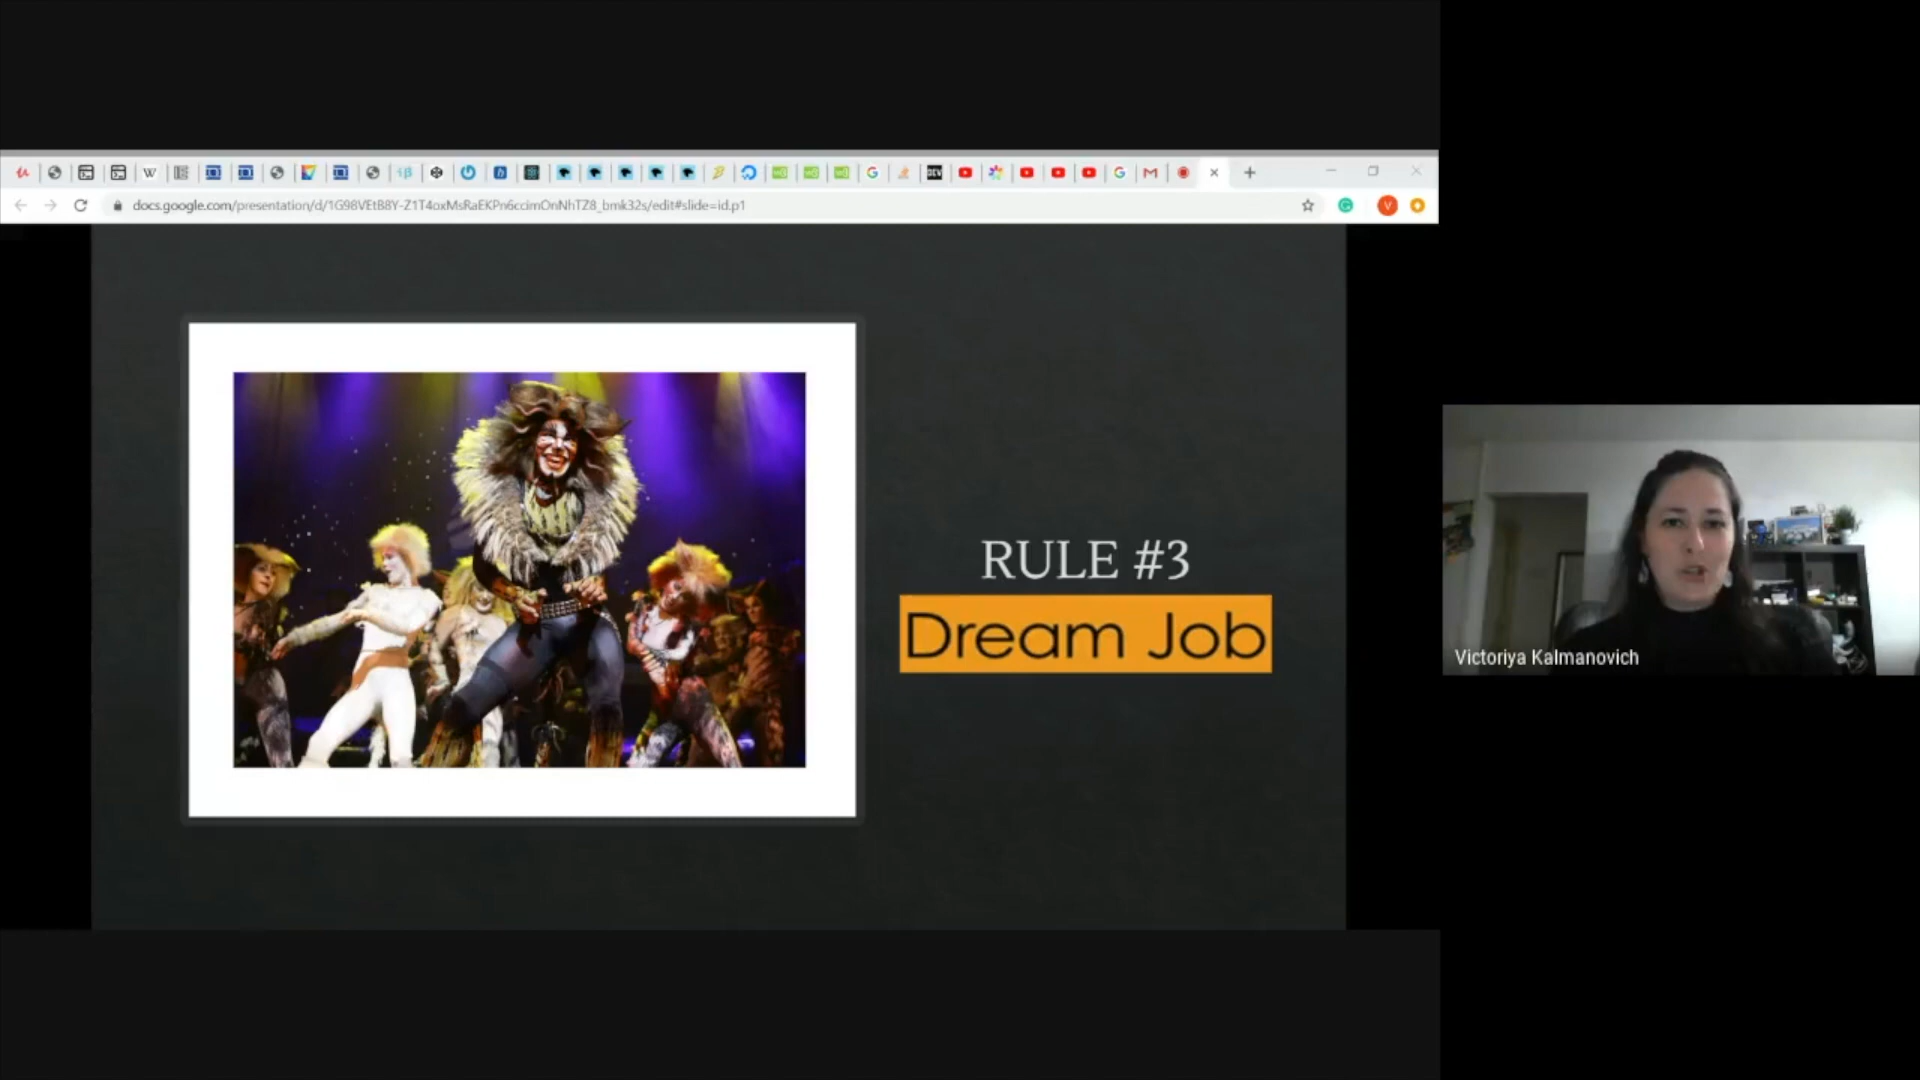 docs.google.com/presentation/d/1G98VEtB8Y-Z1T4oxMsRaEKPn6ccimOnNhTZ8_bmk32s/edit#slide=id.p1
RULE #3
Dream Job
Victoriya Kalmanovich